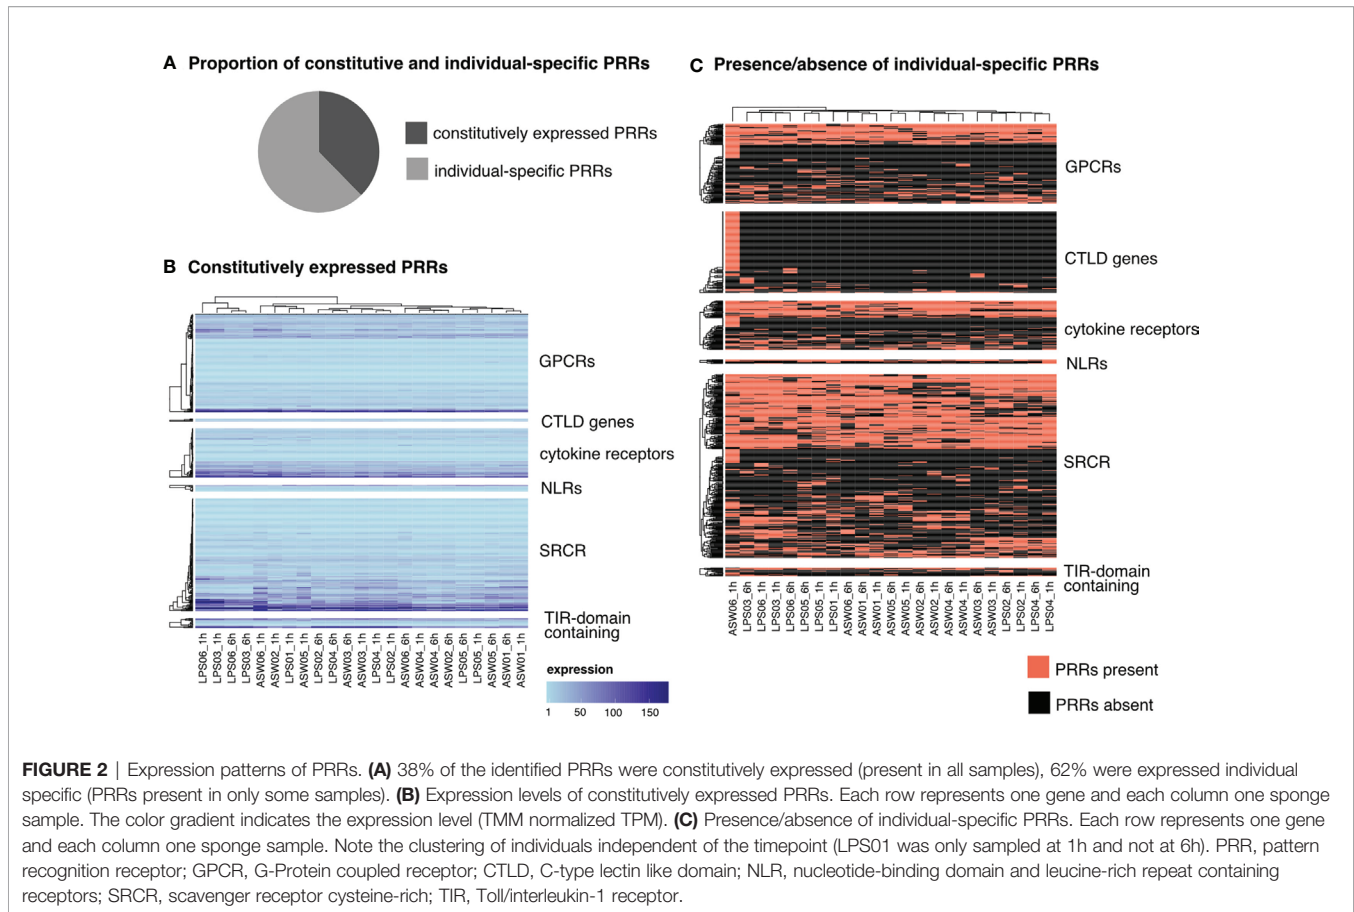 A Proportion of constitutive and individual-specific PRRs
constitutively expressed PRRs
individual-specific PRRs
B Constitutively expressed PRRs
GPCRs
CTLD genes
cytokine receptors
NLRs
SRCR
TIR-domain
containing
LPS06_1h
LPS03_1h
LPS06_6h
LPS03_6h
ASW06_1h
ASW02_1h
LPS01_1h
ASW05_1h
LPS02_6h
LPS04_6h
ASW03_6h
ASW03_1h
LPS04_1h
LPS02_1h
ASW06_6h
ASW04_1h
ASW04_6h
ASW02_6h
LPS05_6h
LPS05_1h
ASW05_6h
ASW01_6h
ASW01_1h
expression
1 50 100 150
C Presence/absence of individual-specific PRRs
GPCRs
CTLD genes
cytokine receptors
NLRs
SRCR
TIR-domain
containing
ASW06_1h
LPS03_6h
LPS06_1h
LPS03_1h
LPS06_6h
LPS05_6h
LPS05_1h
LPS01_1h
ASW06_6h
ASW01_6h
ASW01_1h
ASW05_6h
ASW05_1h
ASW02_6h
ASW02_1h
ASW04_6h
ASW04_1h
ASW03_6h
ASW03_1h
LPS02_6h
LPS02_1h
LPS04_6h
LPS04_1h
PRRs present
PRRs absent
FIGURE 2 | Expression patterns of PRRs. (A) 38% of the identified PRRs were constitutively expressed (present in all samples), 62% were expressed individual
specific (PRRs present in only some samples). (B) Expression levels of constitutively expressed PRRs. Each row represents one gene and each column one sponge
sample. The color gradient indicates the expression level (TMM normalized TPM). (C) Presence/absence of individual-specific PRRs. Each row represents one gene
and each column one sponge sample. Note the clustering of individuals independent of the timepoint (LPS01 was only sampled at 1h and not at 6h). PRR, pattern
recognition receptor; GPCR, G-Protein coupled receptor; CTLD, C-type lectin like domain; NLR, nucleotide-binding domain and leucine-rich repeat containing
receptors; SRCR, scavenger receptor cysteine-rich; TIR, Toll/interleukin-1 receptor.